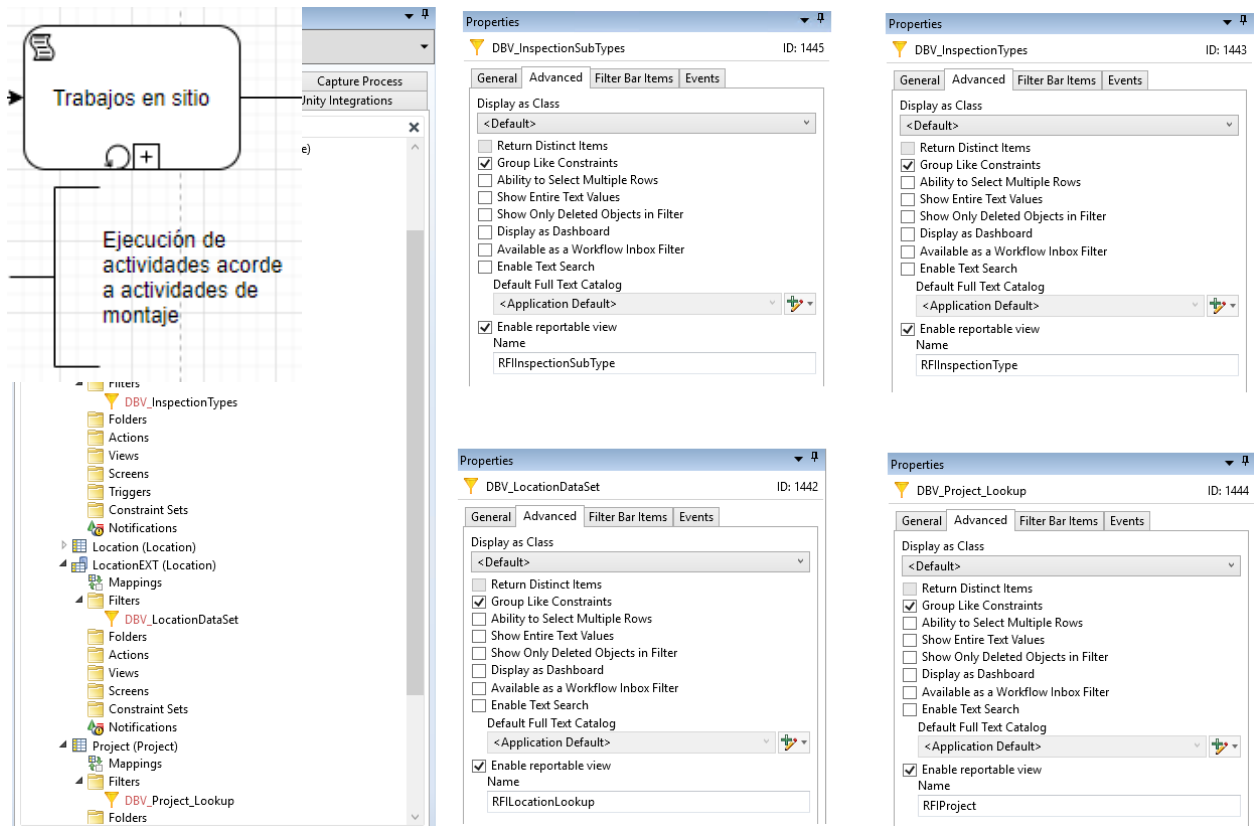 Trabajos en sitio
Ejecución de
actividades acorde
a actividades de
montaje
Capture Process
Unity Integrations
e)
Filters
DBV_InspectionTypes
Folders
Actions
Views
Screens
Triggers
Constraint Sets
Notifications
Location (Location)
LocationEXT (Location)
Mappings
Filters
DBV_LocationDataSet
Folders
Actions
Views
Screens
Constraint Sets
Notifications
Project (Project)
Mappings
Filters
DBV_Project_Lookup
Folders
Properties
DBV_InspectionSubTypes ID: 1445
General Advanced Filter Bar Items Events
Display as Class
<Default>
Return Distinct Items
Group Like Constraints
Ability to Select Multiple Rows
Show Entire Text Values
Show Only Deleted Objects in Filter
Display as Dashboard
Available as a Workflow Inbox Filter
Enable Text Search
Default Full Text Catalog
<Application Default>
Enable reportable view
Name
RFIInspectionSubType
Properties
DBV_InspectionTypes ID: 1443
General Advanced Filter Bar Items Events
Display as Class
<Default>
Return Distinct Items
Group Like Constraints
Ability to Select Multiple Rows
Show Entire Text Values
Show Only Deleted Objects in Filter
Display as Dashboard
Available as a Workflow Inbox Filter
Enable Text Search
Default Full Text Catalog
<Application Default>
Enable reportable view
Name
RFIInspectionType
Properties
DBV_LocationDataSet ID: 1442
General Advanced Filter Bar Items Events
Display as Class
<Default>
Return Distinct Items
Group Like Constraints
Ability to Select Multiple Rows
Show Entire Text Values
Show Only Deleted Objects in Filter
Display as Dashboard
Available as a Workflow Inbox Filter
Enable Text Search
Default Full Text Catalog
<Application Default>
Enable reportable view
Name
RFILocationLookup
Properties
DBV_Project_Lookup ID: 1444
General Advanced Filter Bar Items Events
Display as Class
<Default>
Return Distinct Items
Group Like Constraints
Ability to Select Multiple Rows
Show Entire Text Values
Show Only Deleted Objects in Filter
Display as Dashboard
Available as a Workflow Inbox Filter
Enable Text Search
Default Full Text Catalog
<Application Default>
Enable reportable view
Name
RFIProject